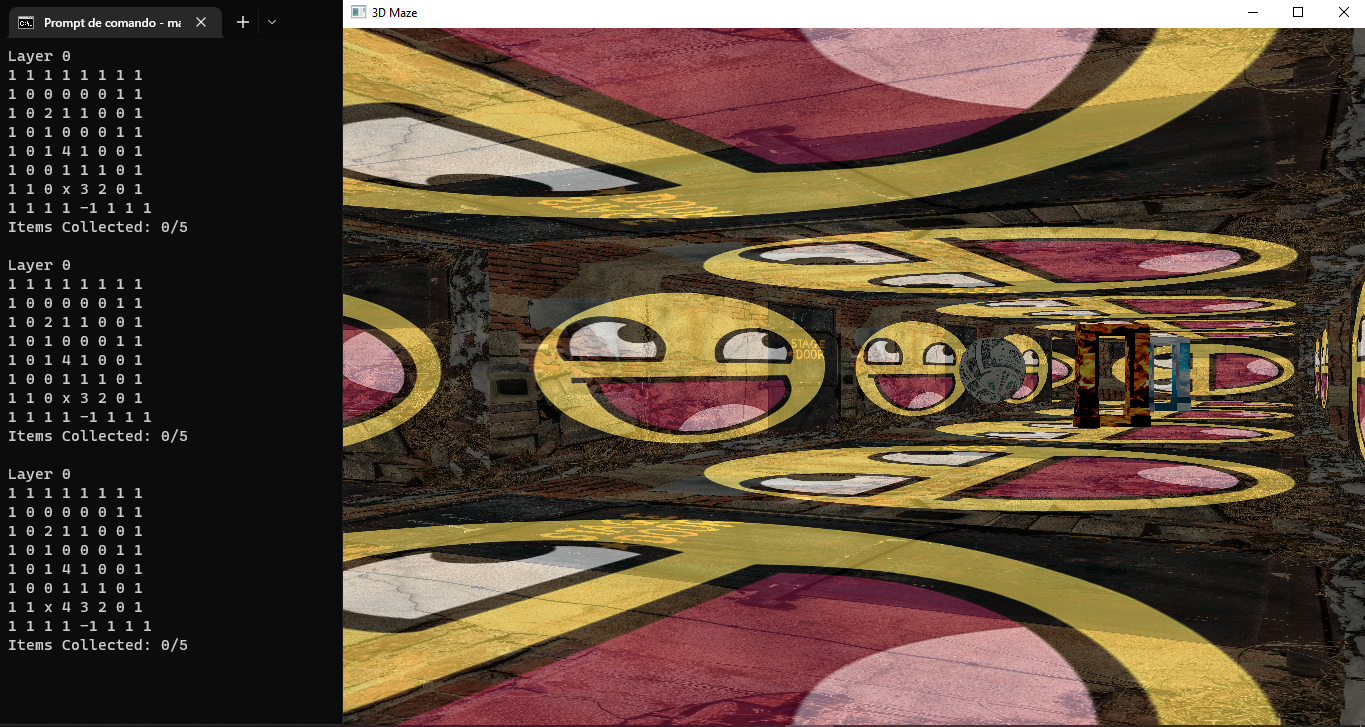 Prompt de comando - ma
3D Maze
Layer 0
1 1 1 1 1 1 1 1
1 0 0 0 0 0 1 1
1 0 2 1 1 0 0 1
1 0 1 0 0 0 1 1
1 0 1 4 1 0 0 1
1 0 0 1 1 1 0 1
1 1 0 x 3 2 0 1
1 1 1 1 -1 1 1 1
Items Collected: 0/5
Layer 0
1 1 1 1 1 1 1 1
1 0 0 0 0 0 1 1
1 0 2 1 1 0 0 1
1 0 1 0 0 0 1 1
1 0 1 4 1 0 0 1
1 0 0 1 1 1 0 1
1 1 0 x 3 2 0 1
1 1 1 1 -1 1 1 1
Items Collected: 0/5
Layer 0
1 1 1 1 1 1 1 1
1 0 0 0 0 0 1 1
1 0 2 1 1 0 0 1
1 0 1 0 0 0 1 1
1 0 1 4 1 0 0 1
1 0 0 1 1 1 0 1
1 1 x 4 3 2 0 1
1 1 1 1 -1 1 1 1
Items Collected: 0/5
STAGE
DOOR